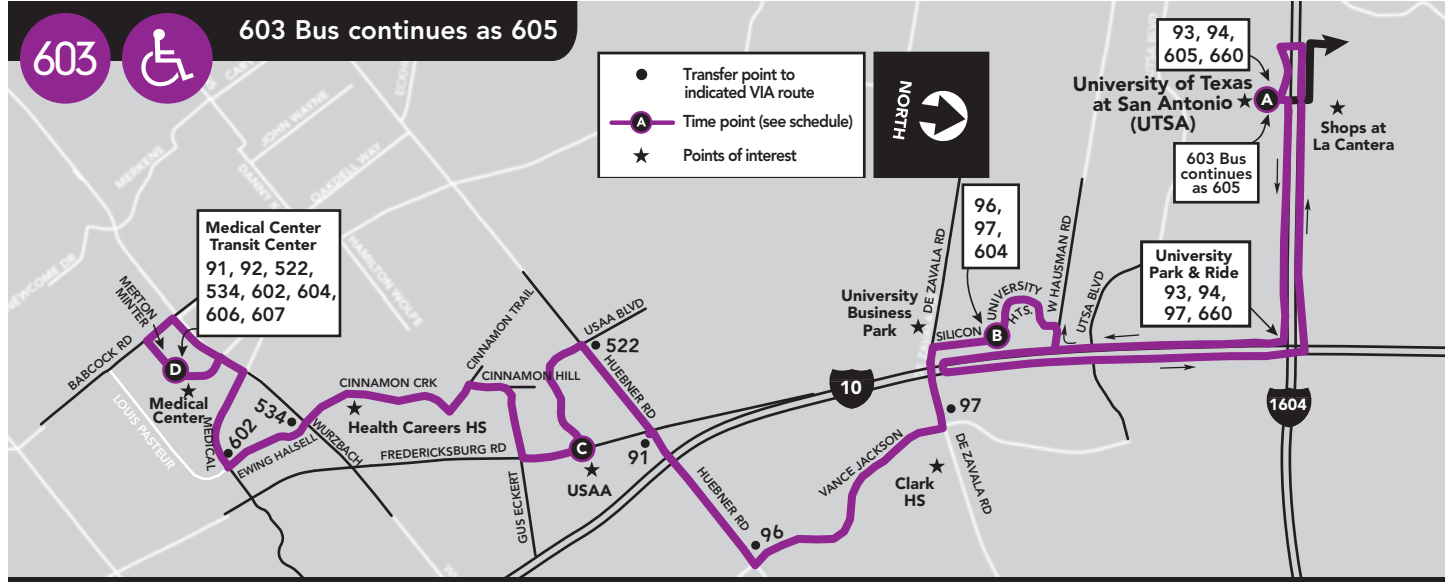 603
603 Bus continues as 605
Transfer point to
indicated VIA route
A
Time point (see schedule)
Points of interest
NORTH
93, 94,
605, 660
University of Texas
at San Antonio
(UTSA)
A
Shops at
La Cantera
603 Bus
continues
as 605
MERKENS
JOHN WAYNE
OAKDELL WAY
HAMILTON WOLFE
NEWCOME DR
Medical Center
Transit Center
91, 92, 522,
534, 602, 604,
606, 607
MERTON
MINTER
BABCOCK RD
D
Medical
Center
LOUIS PASTEUR
MEDICAL
602
534
EWING HALSELL
WURZBACH
CINNAMON CRK
Health Careers HS
FREDERICKSBURG RD
CINNAMON TRAIL
CINNAMON HILL
GUS ECKERT
USAA BLVD
522
HUEBNER RD
C
USAA
91
HUEBNER RD
96
VANCE JACKSON
10
97
DE ZAVALA RD
Clark
HS
96,
97,
604
DE ZAVALA RD
University
Business
Park
SILICON
B
UNIVERSITY
HTS.
W HAUSMAN RD
UTSA BLVD
University
Park & Ride
93, 94,
97, 660
1604